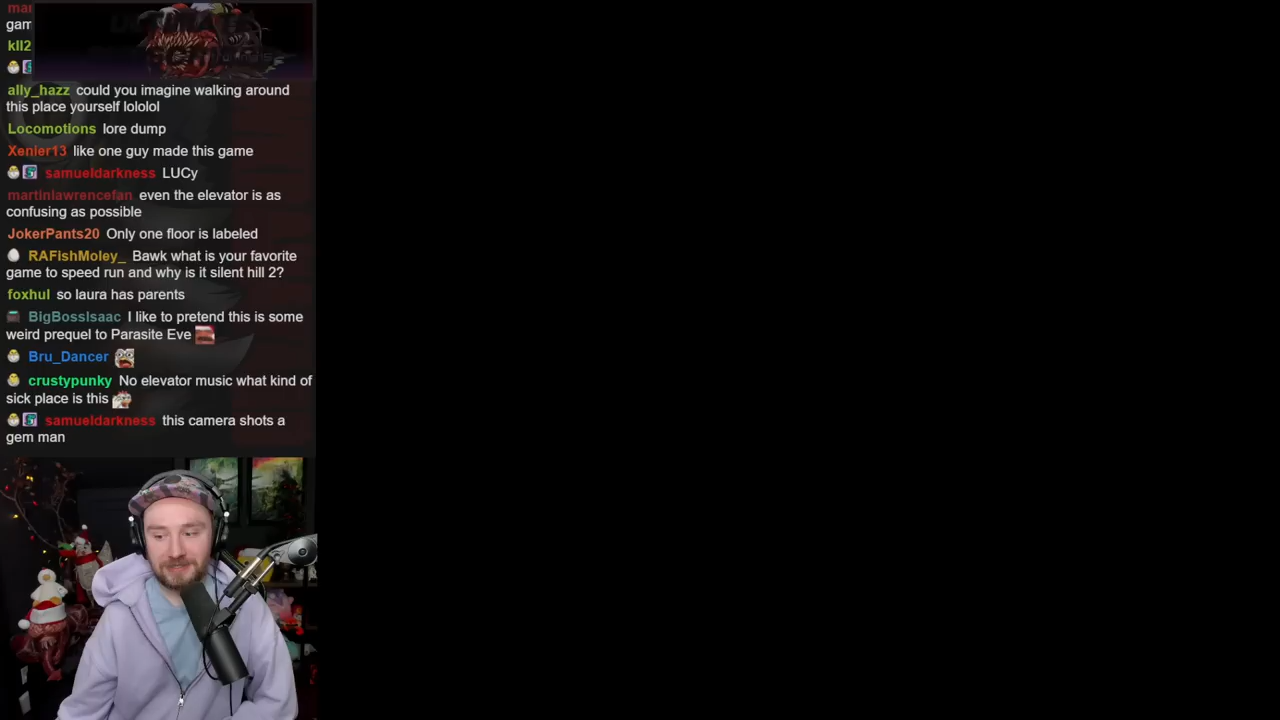 gam
kll2
ally_hazz could you imagine walking around
this place yourself lololol
Locomotions lore dump
Xenler13 like one guy made this game
samueldarkness LUCy
martinlawrencefan even the elevator is as
confusing as possible
JokerPants20 Only one floor is labeled
RAFishMoley_ Bawk what is your favorite
game to speed run and why is it silent hill 2?
foxhul so laura has parents
BigBossIsaac I like to pretend this is some
weird prequel to Parasite Eve
Bru_Dancer
crustypunky No elevator music what kind of
sick place is this
samueldarkness this camera shots a
gem man